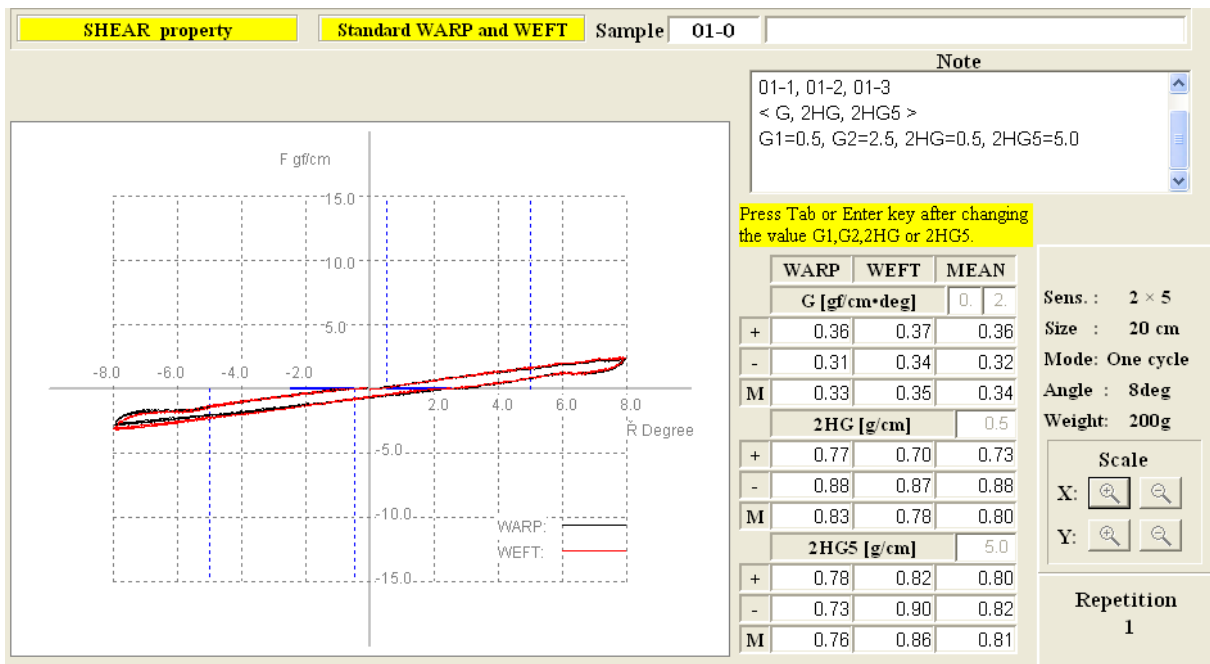 SHEAR property Standard WARP and WEFT Sample 01-0
Note
01-1, 01-2, 01-3
< G, 2HG, 2HG5 >
G1=0.5, G2=2.5, 2HG=0.5, 2HG5=5.0
F gf/cm
15.0
10.0
5.0
-8.0 -6.0 -4.0
2.0 4.0 6.0 8.0
Ř Degree
-5.0
-10.0
-15.0
WARP:
WEFT:
Press Tab or Enter key after changing
the value G1,G2,2HG or 2HG5.
WARP WEFT MEAN
G [gf/cm•deg] 0. 2.
+ 0.36 0.37 0.36
- 0.31 0.34 0.32
M 0.33 0.35 0.34
2HG [g/cm] 0.5
+ 0.77 0.70 0.73
- 0.88 0.87 0.88
M 0.83 0.78 0.80
2HG5 [g/cm] 5.0
+ 0.78 0.82 0.80
- 0.73 0.90 0.82
M 0.76 0.86 0.81
Sens. : 2 × 5
Size : 20 cm
Mode: One cycle
Angle : 8deg
Weight: 200g
Scale
X:
Y:
Repetition
1